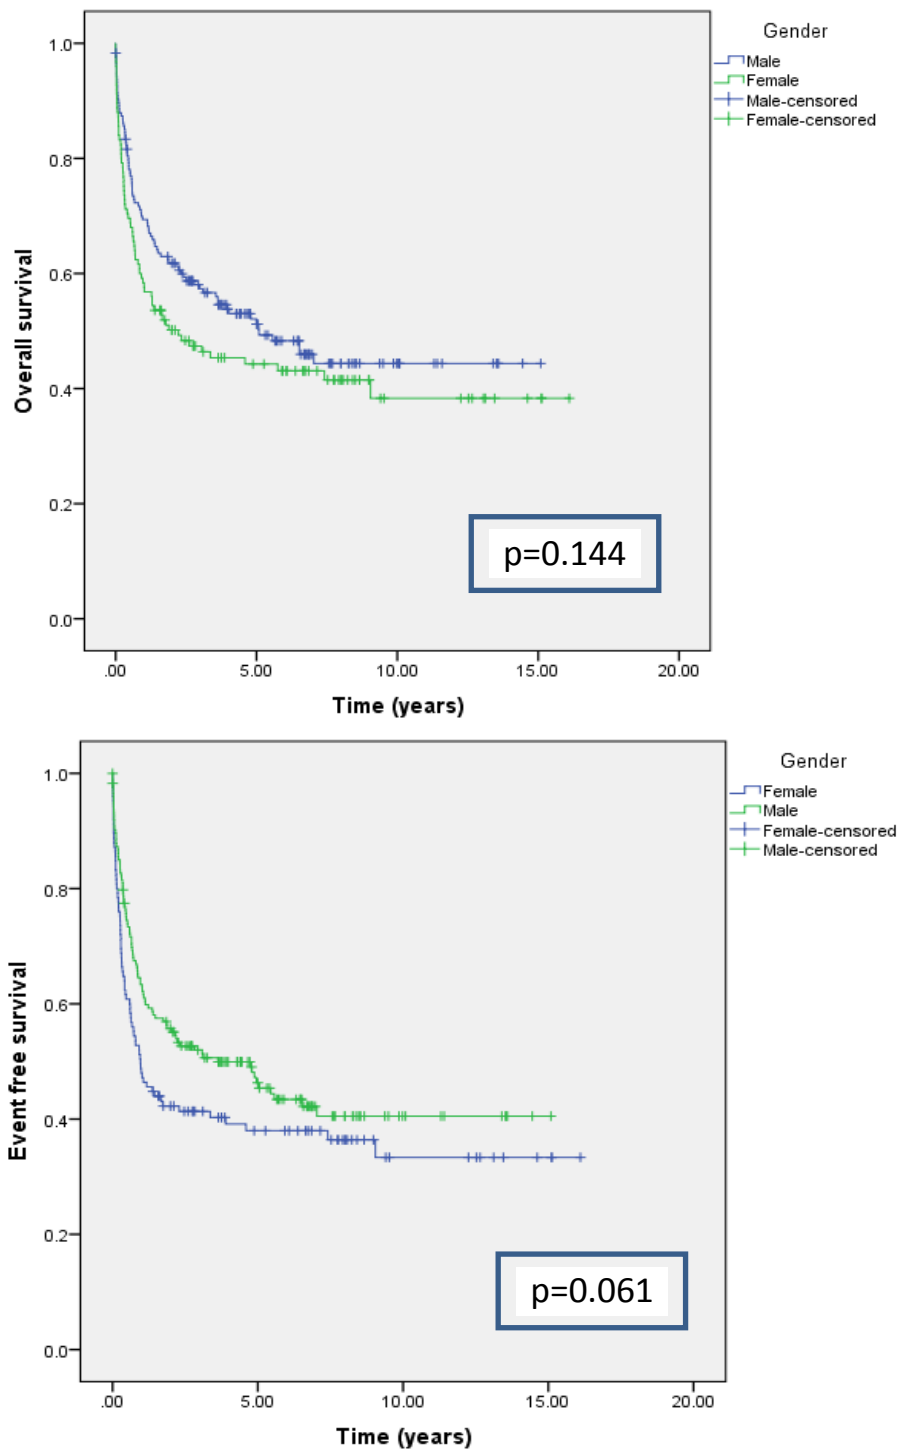 Gender
Male
Female
Male-censored
Female-censored
1.0
0.8
0.6
0.4
0.2
0.0
Overall survival
p=0.144
.00 5.00 10.00 15.00 20.00
Time (years)
Gender
Female
Male
Female-censored
Male-censored
1.0
0.8
0.6
0.4
0.2
0.0
Event free survival
p=0.061
.00 5.00 10.00 15.00 20.00
Time (years)